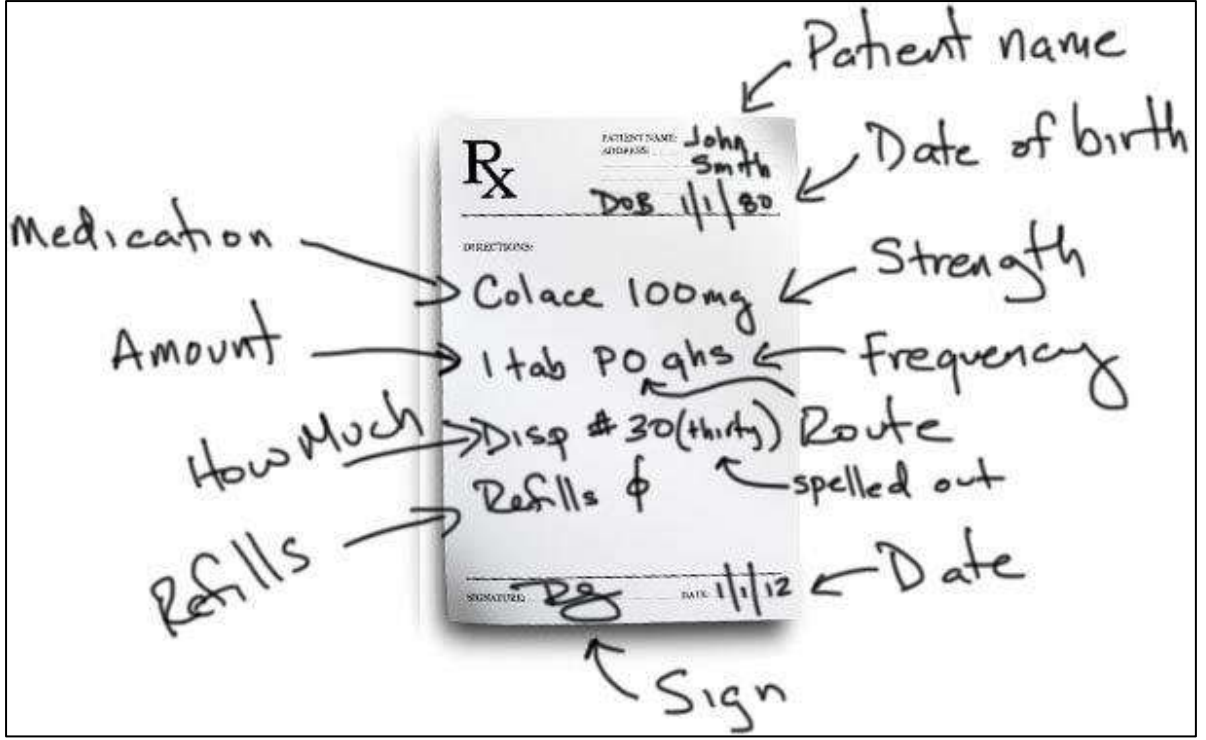 Patient name
Rx
PATIENT NAME: John
ADDRESS: Smith
Date of birth
DOB 1/1/80
Medication
DIRECTIONS:
Strength
Colace 100mg
Amount
1 tab PO qhs
Frequency
How Much
Disp #30 (thirty)
Route
Refills ϕ
spelled out
Refills
Date
SIGNATURE:
DATE: 1/1/12
Sign